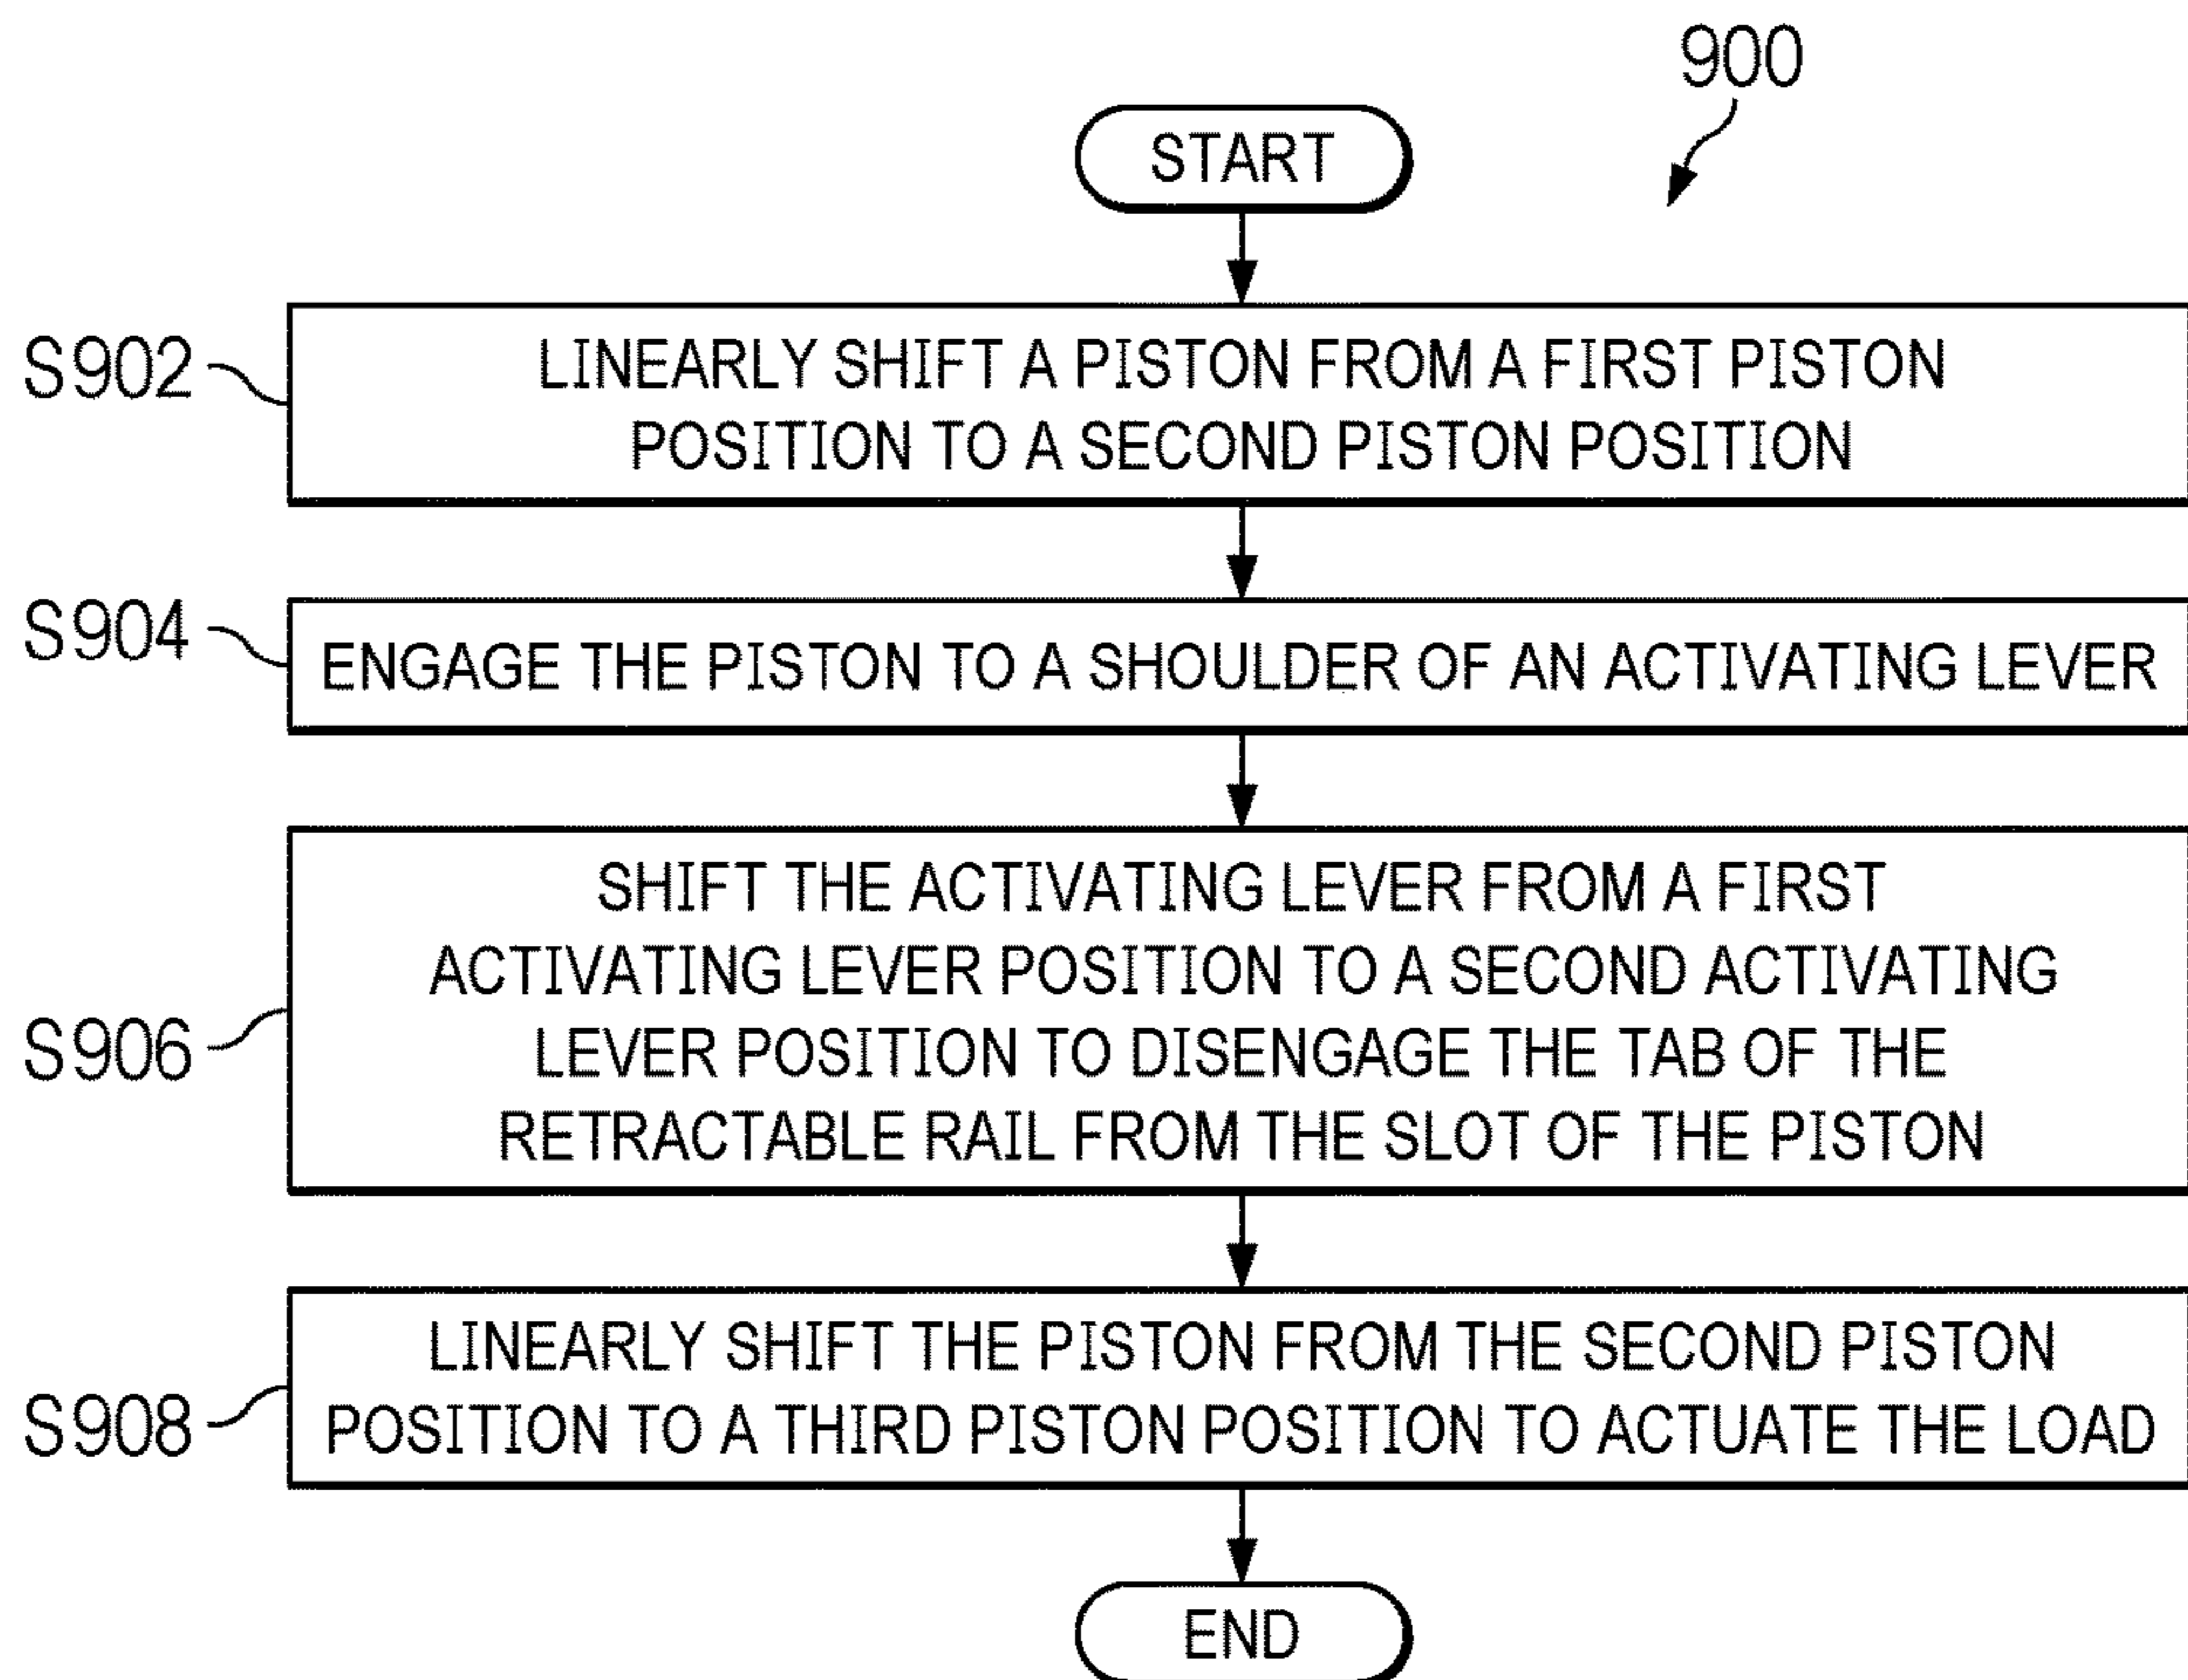 900
START
S902
LINEARLY SHIFT A PISTON FROM A FIRST PISTON
POSITION TO A SECOND PISTON POSITION
S904
ENGAGE THE PISTON TO A SHOULDER OF AN ACTIVATING LEVER
S906
SHIFT THE ACTIVATING LEVER FROM A FIRST
ACTIVATING LEVER POSITION TO A SECOND ACTIVATING
LEVER POSITION TO DISENGAGE THE TAB OF THE
RETRACTABLE RAIL FROM THE SLOT OF THE PISTON
S908
LINEARLY SHIFT THE PISTON FROM THE SECOND PISTON
POSITION TO A THIRD PISTON POSITION TO ACTUATE THE LOAD
END